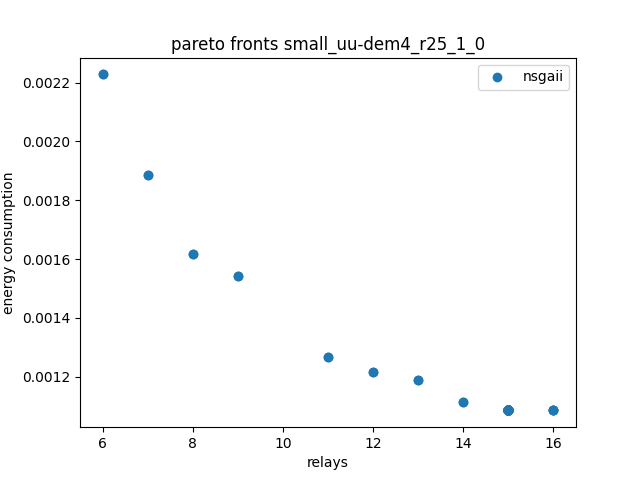 pareto fronts small_uu-dem4_r25_1_0
nsgaii
energy consumption
0.0022
0.0020
0.0018
0.0016
0.0014
0.0012
6 8 10 12 14 16
relays